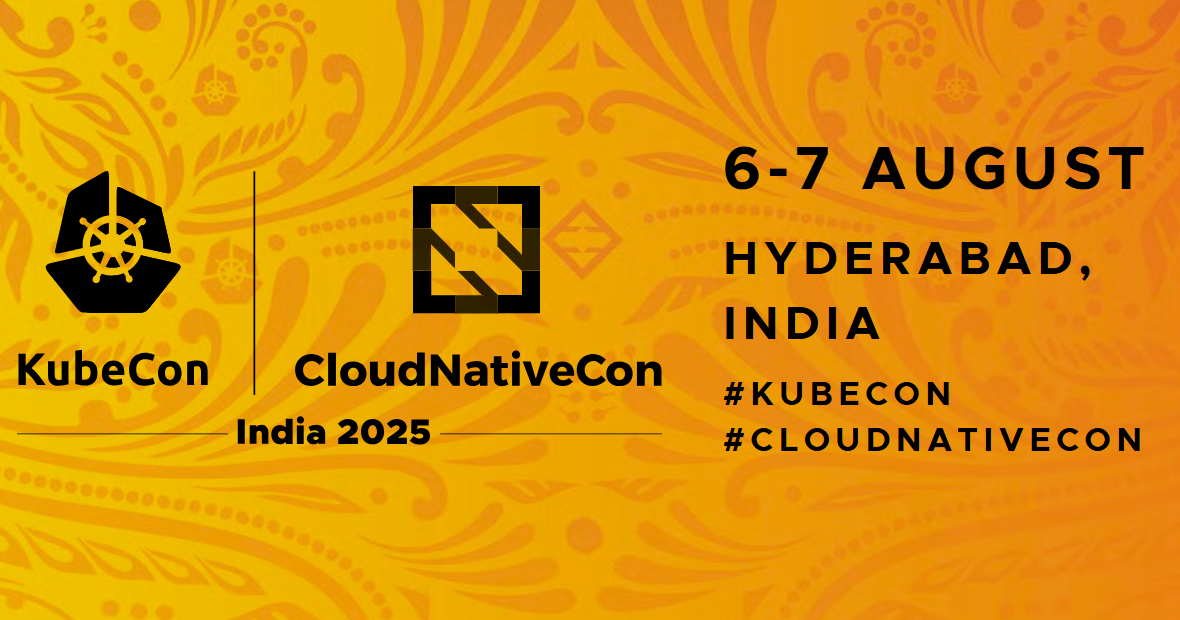 KubeCon
CloudNativeCon
India 2025
6-7 AUGUST
HYDERABAD,
INDIA
#KUBECON
#CLOUDNATIVECON